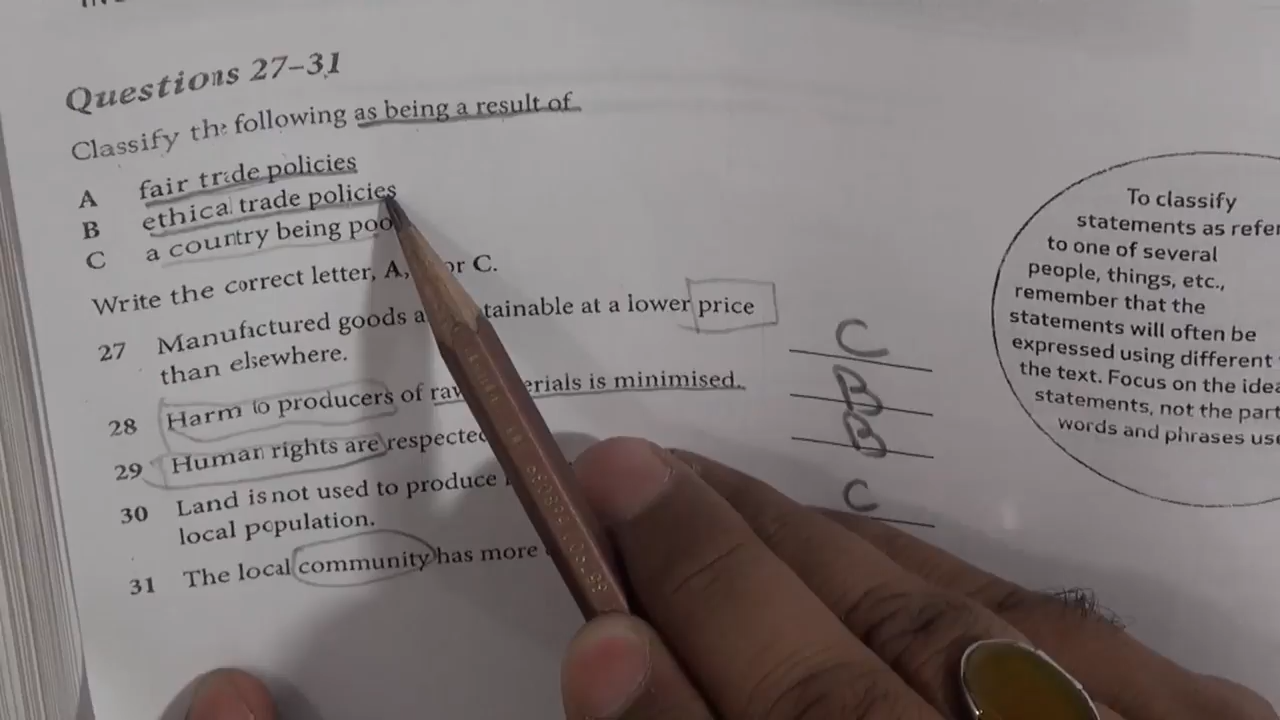 Questions 27–31
Classify the following as being a result of
A fair trade policies
B ethical trade policies
C a country being poo
Write the correct letter, A, or C.
27 Manufactured goods a tainable at a lower price
than elsewhere.
C
28 Harm to producers of raw erials is minimised.
B
29 Human rights are respected
B
30 Land is not used to produce
local population.
C
31 The local community has more
To classify
statements as refer
to one of several
people, things, etc.,
remember that the
statements will often be
expressed using different
the text. Focus on the idea
statements, not the part
words and phrases use